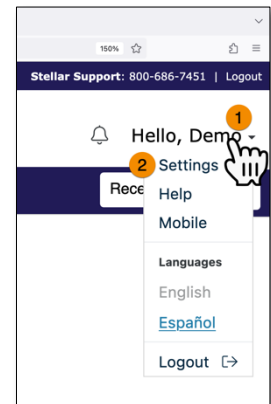 150%
Stellar Support: 800-686-7451 | Logout
1
Hello, Demo
2 Settings
Rece
Help
Mobile
Languages
English
Español
Logout